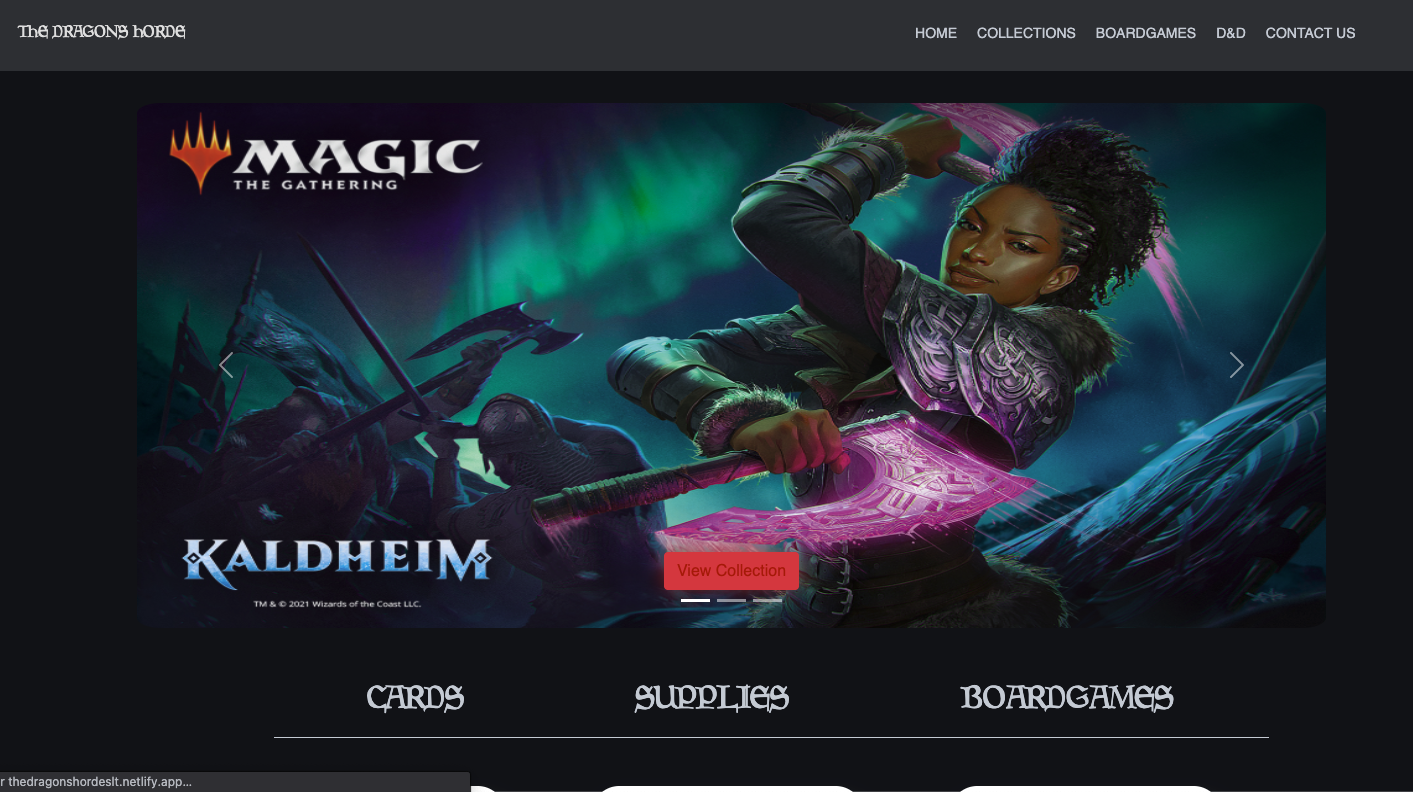 The DRAGONS hORDE
HOME COLLECTIONS BOARDGAMES D&D CONTACT US
MAGIC
THE GATHERING
KALDHEIM
TM & © 2021 Wizards of the Coast LLC.
View Collection
CARDS SUPPLIES BOARDGAMES
r thedragonshordeslt.netlify.app...